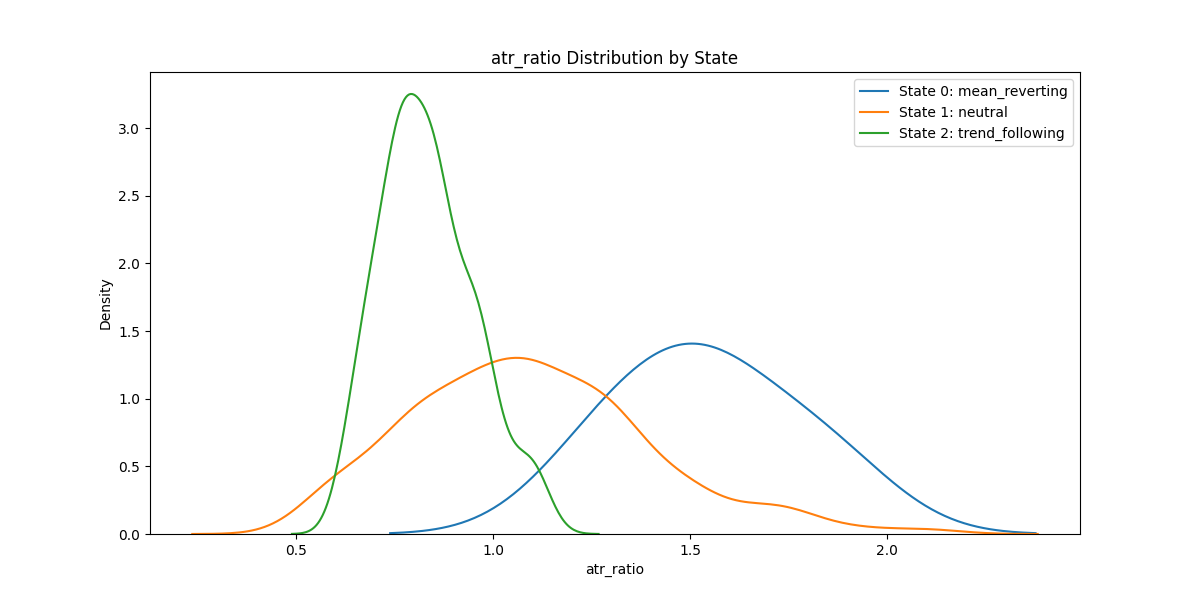 atr_ratio Distribution by State
State 0: mean_reverting
State 1: neutral
State 2: trend_following
Density
3.0
2.5
2.0
1.5
1.0
0.5
0.0
0.5
1.0
1.5
2.0
atr_ratio